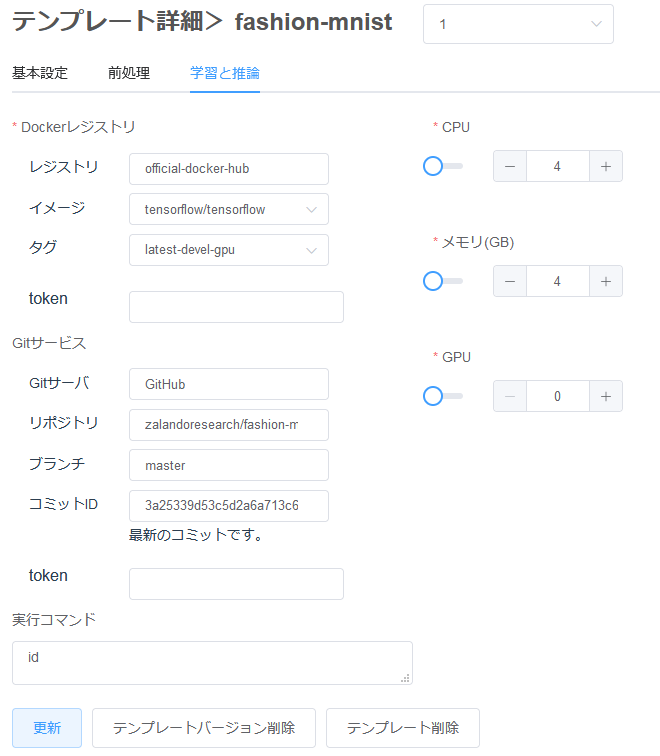 テンプレート詳細＞ fashion-mnist
1
基本設定 前処理 学習と推論
* Dockerレジストリ
レジストリ official-docker-hub
イメージ tensorflow/tensorflow
タグ latest-devel-gpu
token
Gitサービス
Gitサーバ GitHub
リポジトリ zalandoresearch/fashion-m
ブランチ master
コミットID 3a25339d53c5d2a6a713c6
最新のコミットです。
token
実行コマンド
id
* CPU
− 4 +
* メモリ(GB)
− 4 +
* GPU
− 0 +
更新 テンプレートバージョン削除 テンプレート削除